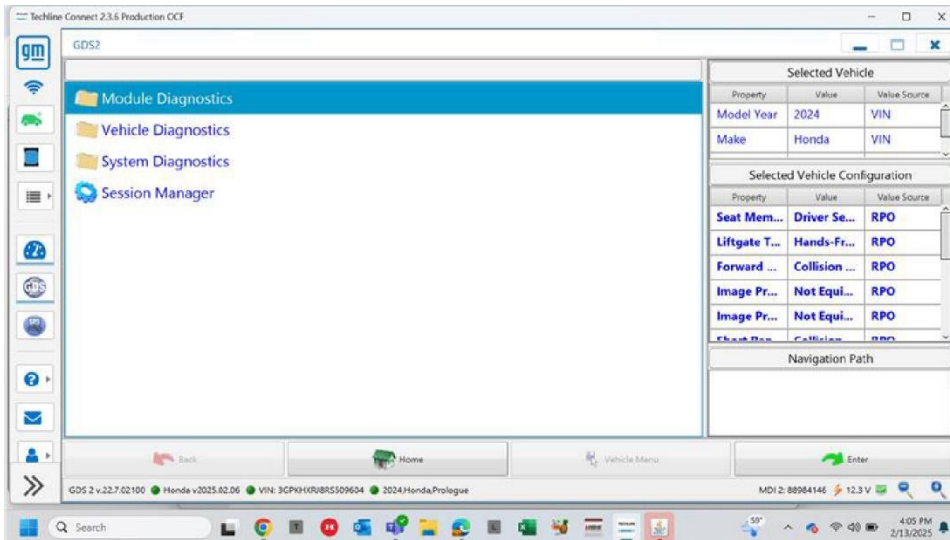 Techline Connect 2.3.6 Production OCF
gm
GDS2
Module Diagnostics
Vehicle Diagnostics
System Diagnostics
Session Manager
Selected Vehicle
Property Value Value Source
Model Year 2024 VIN
Make Honda VIN
Selected Vehicle Configuration
Property Value Value Source
Seat Mem... Driver Se... RPO
Liftgate T... Hands-Fr... RPO
Forward ... Collision ... RPO
Image Pr... Not Equi... RPO
Image Pr... Not Equi... RPO
Navigation Path
Back Home Vehicle Menu Enter
GDS 2 v.22.7.02100 Honda v2025.02.06 VIN: 3GPKHXRJ8RS509604 2024,Honda,Prologue MDI 2: 88984146 12.3 V
Search 59° 4:05 PM
2/13/2025